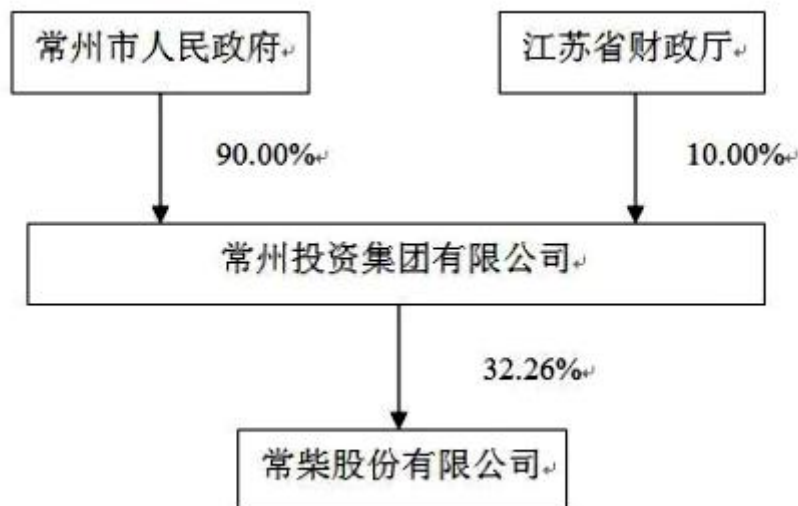 常州市人民政府↵
江苏省财政厅↵
90.00%↵
10.00%↵
常州投资集团有限公司↵
32.26%↵
常柴股份有限公司↵